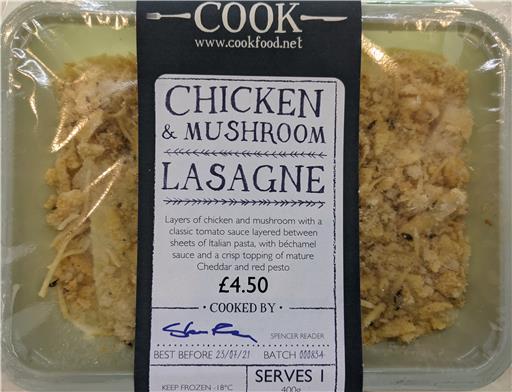 COOK
www.cookfood.net
CHICKEN
& MUSHROOM
LASAGNE
Layers of chicken and mushroom with a
classic tomato sauce layered between
sheets of Italian pasta, with béchamel
sauce and a crisp topping of mature
Cheddar and red pesto
£4.50
· COOKED BY ·
SPENCER READER
BEST BEFORE 23/07/21 BATCH 000834
KEEP FROZEN -18°C
SERVES 1
400g